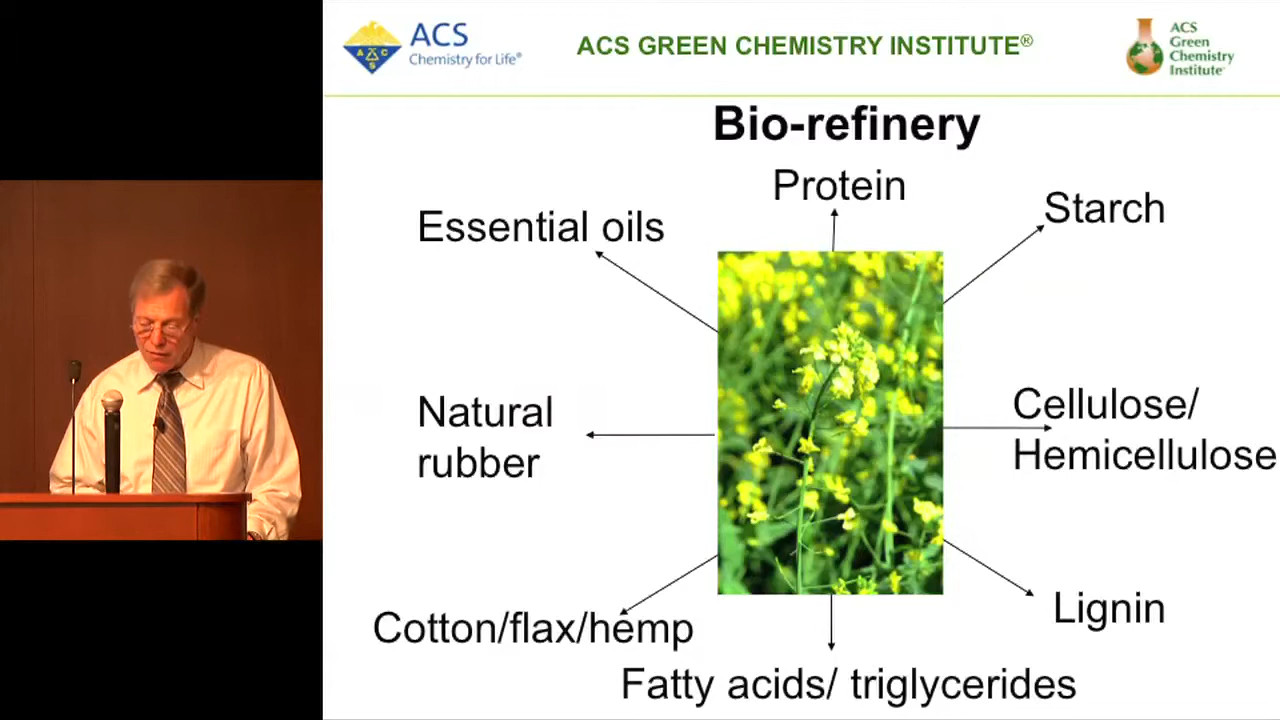 ACS
Chemistry for Life®
A C S
ACS GREEN CHEMISTRY INSTITUTE®
ACS
Green
Chemistry
Institute
Bio-refinery
Protein
Essential oils
Starch
Natural
rubber
Cellulose/
Hemicellulose
Cotton/flax/hemp
Lignin
Fatty acids/ triglycerides